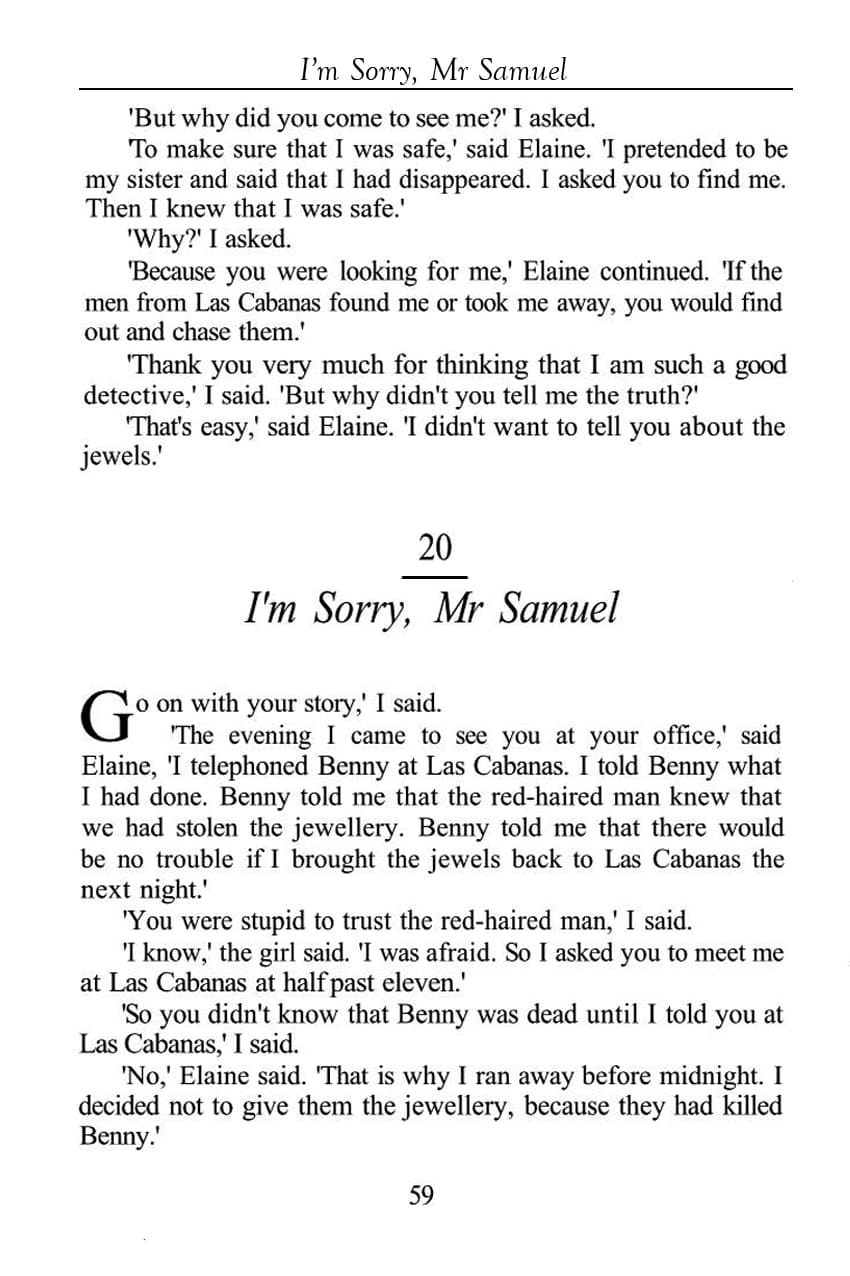 I'm Sorry, Mr Samuel
'But why did you come to see me?' I asked.
'To make sure that I was safe,' said Elaine. 'I pretended to be
my sister and said that I had disappeared. I asked you to find me.
Then I knew that I was safe.'
'Why?' I asked.
'Because you were looking for me,' Elaine continued. 'If the
men from Las Cabanas found me or took me away, you would find
out and chase them.'
'Thank you very much for thinking that I am such a good
detective,' I said. 'But why didn't you tell me the truth?'
'That's easy,' said Elaine. 'I didn't want to tell you about the
jewels.'
20
I'm Sorry, Mr Samuel
Go on with your story,' I said.
'The evening I came to see you at your office,' said
Elaine, 'I telephoned Benny at Las Cabanas. I told Benny what
I had done. Benny told me that the red-haired man knew that
we had stolen the jewellery. Benny told me that there would
be no trouble if I brought the jewels back to Las Cabanas the
next night.'
'You were stupid to trust the red-haired man,' I said.
'I know,' the girl said. 'I was afraid. So I asked you to meet me
at Las Cabanas at half past eleven.'
'So you didn't know that Benny was dead until I told you at
Las Cabanas,' I said.
'No,' Elaine said. 'That is why I ran away before midnight. I
decided not to give them the jewellery, because they had killed
Benny.'
59